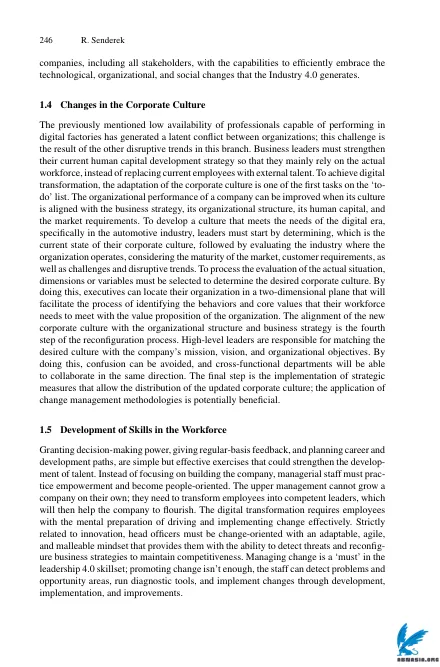 246 R. Senderek
companies, including all stakeholders, with the capabilities to efficiently embrace the
technological, organizational, and social changes that the Industry 4.0 generates.
1.4 Changes in the Corporate Culture
The previously mentioned low availability of professionals capable of performing in
digital factories has generated a latent conflict between organizations; this challenge is
the result of the other disruptive trends in this branch. Business leaders must strengthen
their current human capital development strategy so that they mainly rely on the actual
workforce, instead of replacing current employees with external talent. To achieve digital
transformation, the adaptation of the corporate culture is one of the first tasks on the ‘to-
do’ list. The organizational performance of a company can be improved when its culture
is aligned with the business strategy, its organizational structure, its human capital, and
the market requirements. To develop a culture that meets the needs of the digital era,
specifically in the automotive industry, leaders must start by determining, which is the
current state of their corporate culture, followed by evaluating the industry where the
organization operates, considering the maturity of the market, customer requirements, as
well as challenges and disruptive trends. To process the evaluation of the actual situation,
dimensions or variables must be selected to determine the desired corporate culture. By
doing this, executives can locate their organization in a two-dimensional plane that will
facilitate the process of identifying the behaviors and core values that their workforce
needs to meet with the value proposition of the organization. The alignment of the new
corporate culture with the organizational structure and business strategy is the fourth
step of the reconfiguration process. High-level leaders are responsible for matching the
desired culture with the company’s mission, vision, and organizational objectives. By
doing this, confusion can be avoided, and cross-functional departments will be able
to collaborate in the same direction. The final step is the implementation of strategic
measures that allow the distribution of the updated corporate culture; the application of
change management methodologies is potentially beneficial.
1.5 Development of Skills in the Workforce
Granting decision-making power, giving regular-basis feedback, and planning career and
development paths, are simple but effective exercises that could strengthen the develop-
ment of talent. Instead of focusing on building the company, managerial staff must prac-
tice empowerment and become people-oriented. The upper management cannot grow a
company on their own; they need to transform employees into competent leaders, which
will then help the company to flourish. The digital transformation requires employees
with the mental preparation of driving and implementing change effectively. Strictly
related to innovation, head officers must be change-oriented with an adaptable, agile,
and malleable mindset that provides them with the ability to detect threats and reconfig-
ure business strategies to maintain competitiveness. Managing change is a ‘must’ in the
leadership 4.0 skillset; promoting change isn’t enough, the staff can detect problems and
opportunity areas, run diagnostic tools, and implement changes through development,
implementation, and improvements.